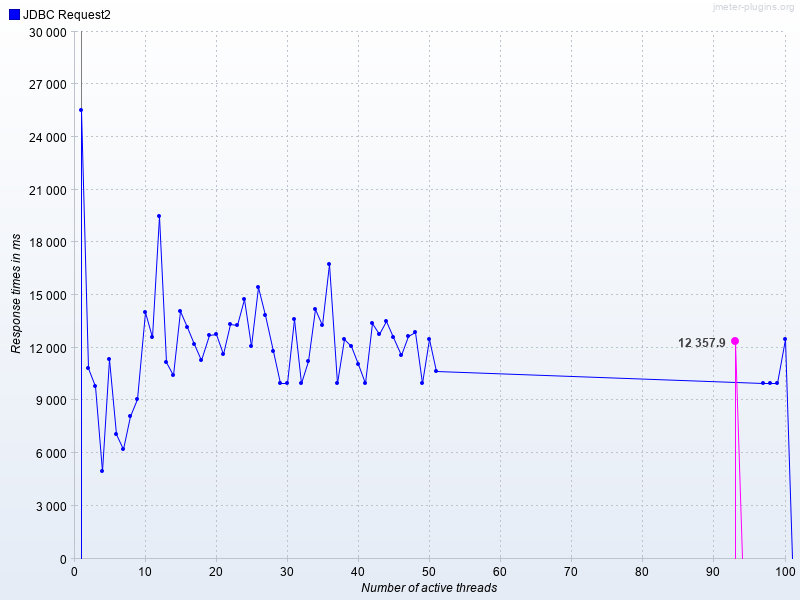 jmeter-plugins.org
JDBC Request2
30 000
27 000
24 000
21 000
18 000
15 000
12 000
9 000
6 000
3 000
0
Response times in ms
12 357.9
0 10 20 30 40 50 60 70 80 90 100
Number of active threads